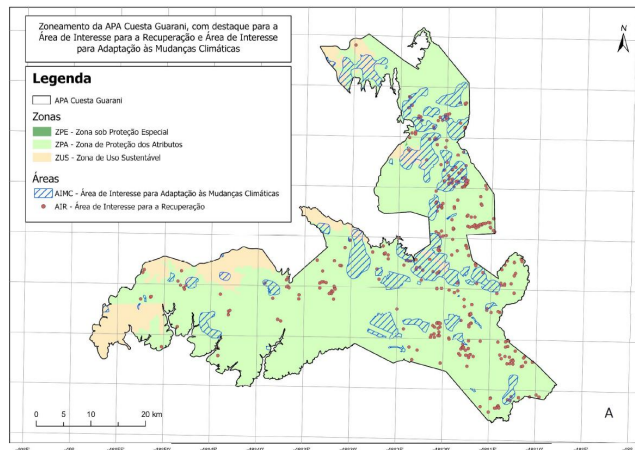 Zoneamento da APA Cuesta Guarani, com destaque para a
Área de Interesse para a Recuperação e Área de Interesse
para Adaptação às Mudanças Climáticas
N
Legenda
APA Cuesta Guarani
Zonas
ZPE - Zona sob Proteção Especial
ZPA - Zona de Proteção dos Atributos
ZUS - Zona de Uso Sustentável
Áreas
AIMC - Área de Interesse para Adaptação às Mudanças Climáticas
AIR - Área de Interesse para a Recuperação
0 5 10 20 km
A